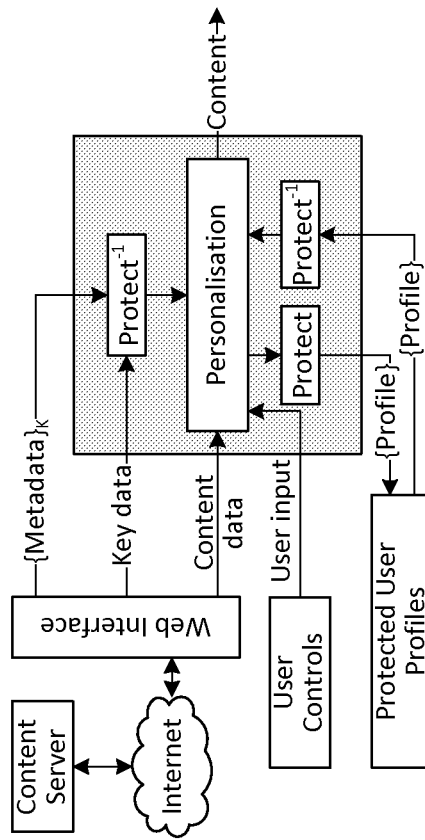 Content
Server
Internet
Web Interface
{Metadata}K
Key data
Content
data
User input
User
Controls
Protected User
Profiles
{Profile}
{Profile}
Protect-1
Personalisation
Protect
Protect-1
Content